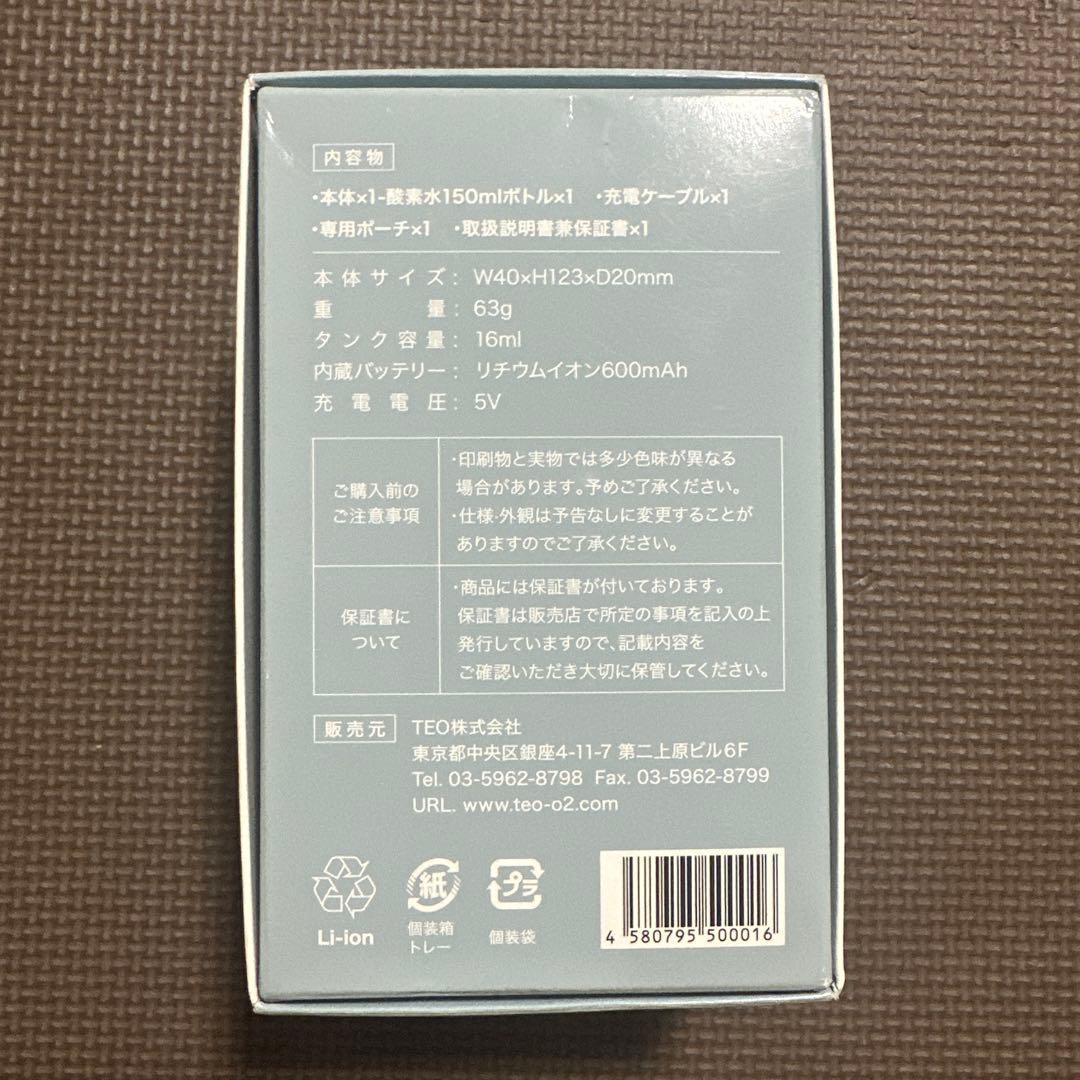 内容物
・本体×1-酸素水150mlボトル×1 ・充電ケーブル×1
・専用ポーチ×1 ・取扱説明書兼保証書×1
本体サイズ: W40×H123×D20mm
重量: 63g
タンク容量: 16ml
内蔵バッテリー: リチウムイオン600mAh
充電電圧: 5V
ご購入前の
ご注意事項
・印刷物と実物では多少色味が異なる
場合があります。予めご了承ください。
・仕様・外観は予告なしに変更することが
ありますのでご了承ください。
保証書に
ついて
・商品には保証書が付いております。
保証書は販売店で所定の事項を記入の上
発行していますので、記載内容を
ご確認いただき大切に保管してください。
販売元 TEO株式会社
東京都中央区銀座4-11-7 第二上原ビル6F
Tel. 03-5962-8798 Fax. 03-5962-8799
URL. www.teo-o2.com
Li-ion
紙
個装箱
トレー
プラ
個装袋
4 580795 500016